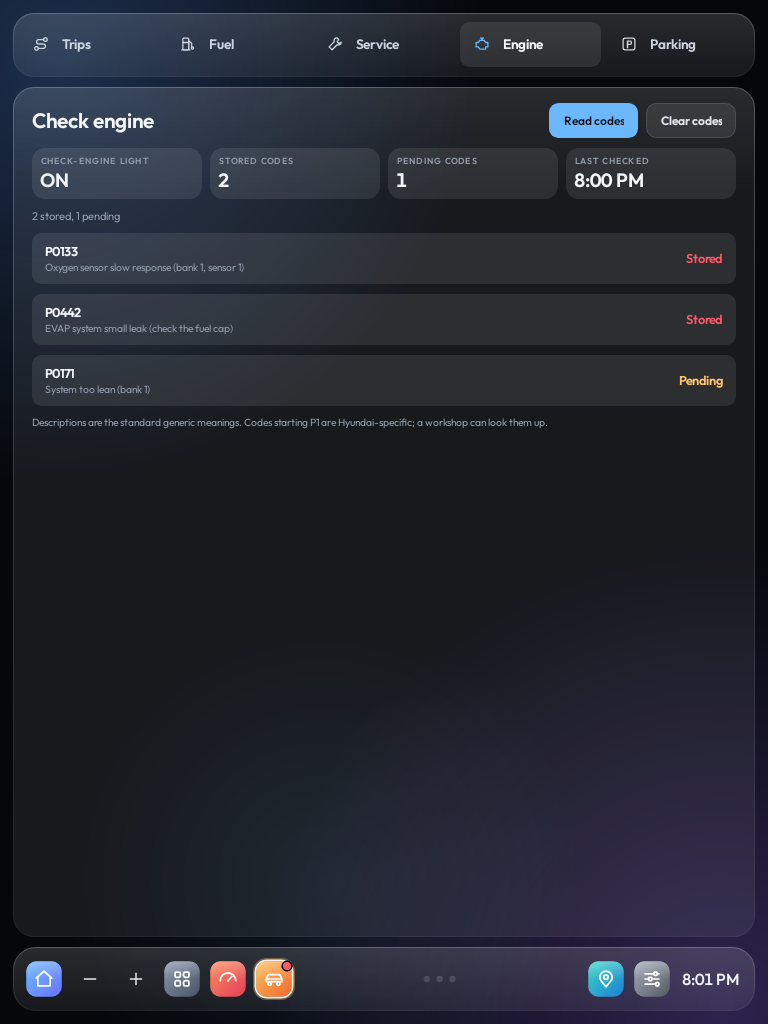 Trips
Fuel
Service
Engine
Parking
Check engine
Read codes
Clear codes
CHECK-ENGINE LIGHT
ON
STORED CODES
2
PENDING CODES
1
LAST CHECKED
8:00 PM
2 stored, 1 pending
P0133
Oxygen sensor slow response (bank 1, sensor 1)
Stored
P0442
EVAP system small leak (check the fuel cap)
Stored
P0171
System too lean (bank 1)
Pending
Descriptions are the standard generic meanings. Codes starting P1 are Hyundai-specific; a workshop can look them up.
8:01 PM